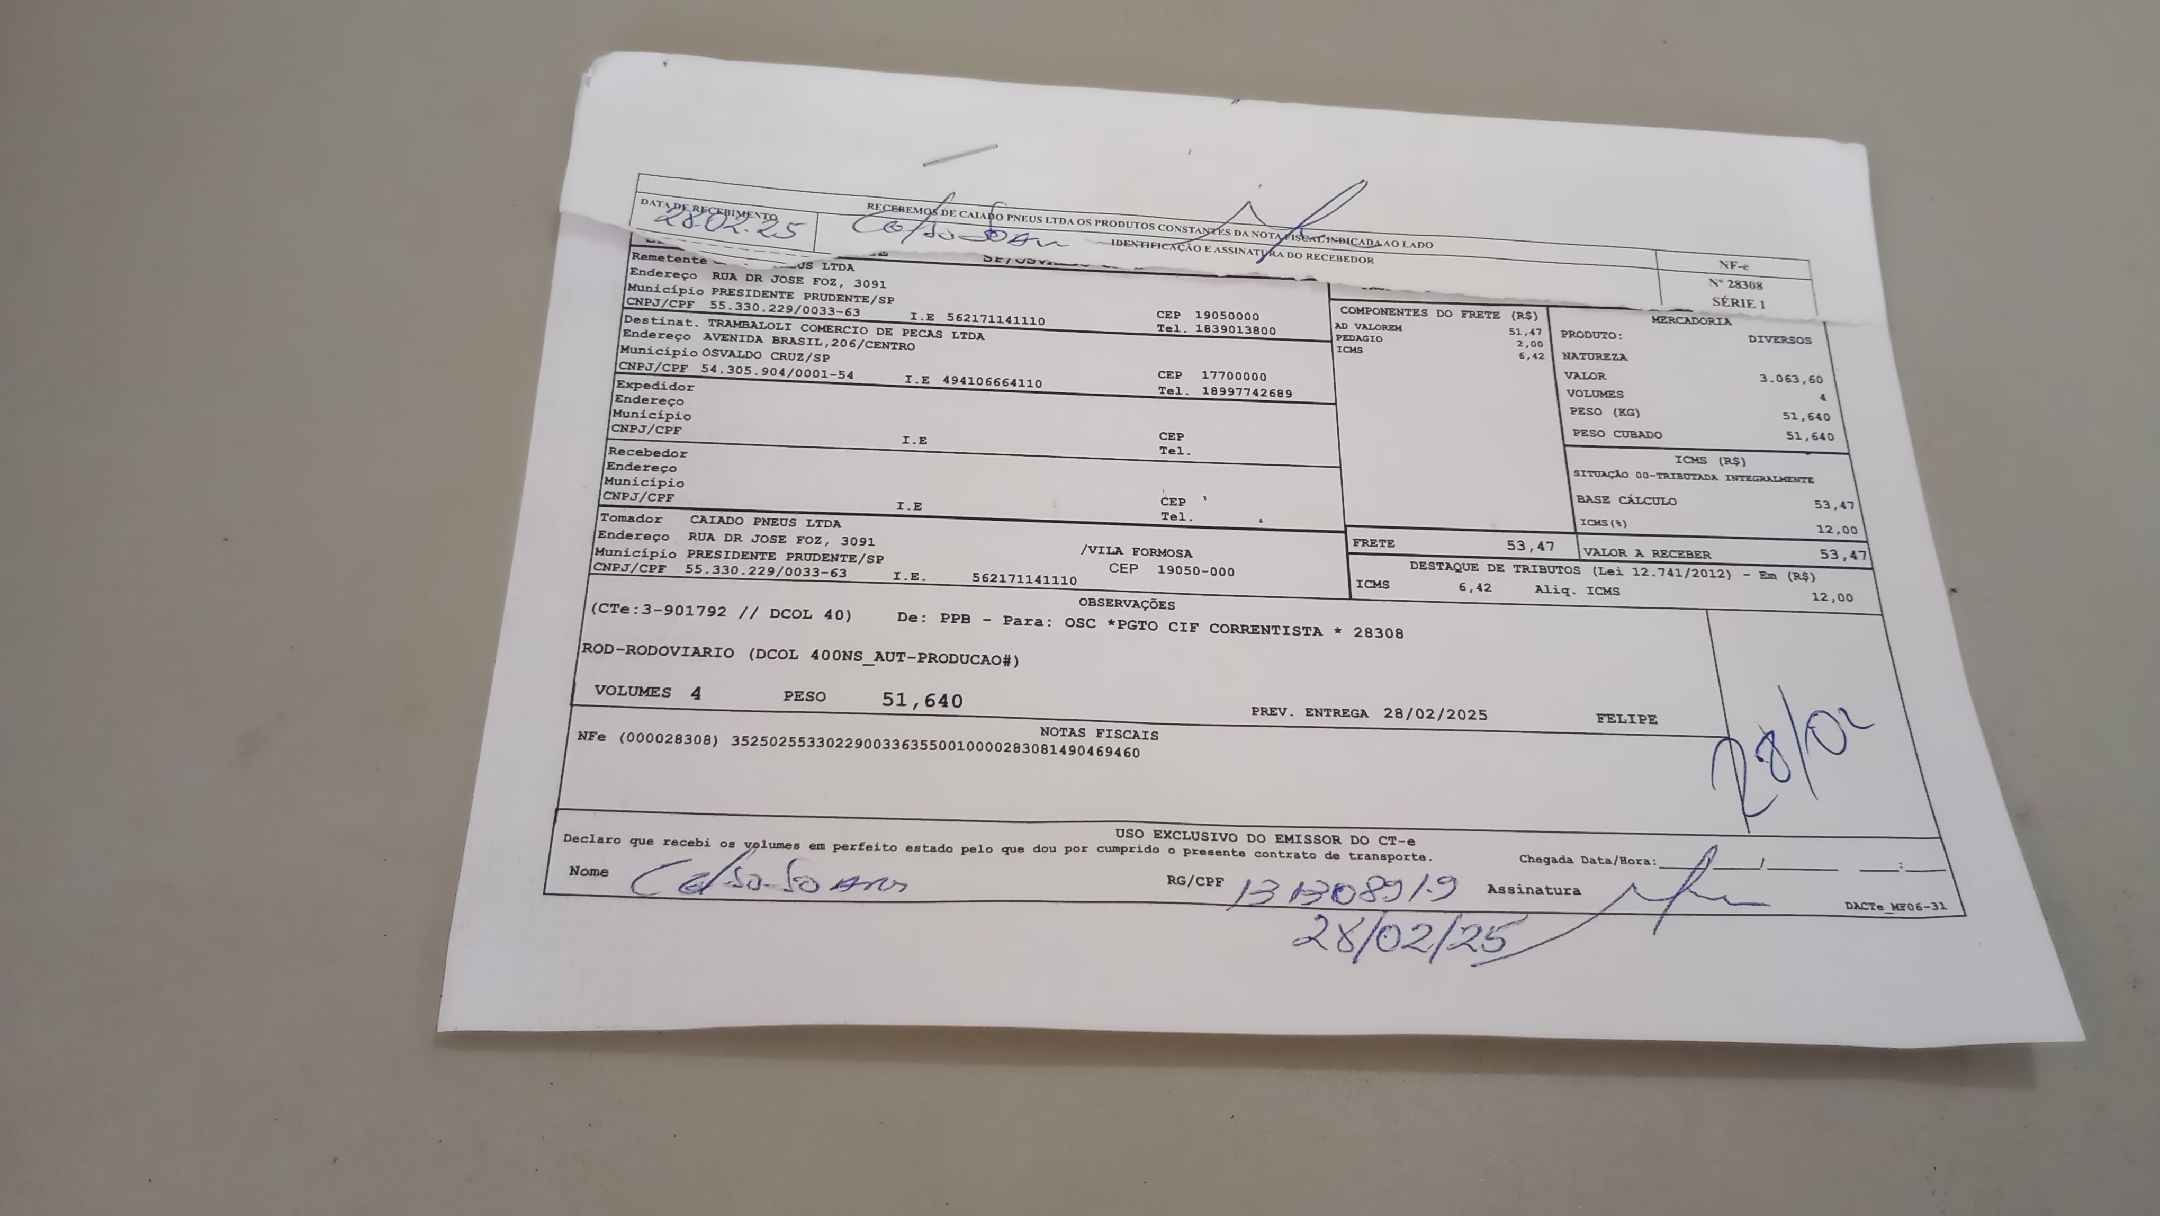 RECEBEMOS DE CAIADO PNEUS LTDA OS PRODUTOS CONSTANTES DA NOTA FISCAL INDICADA AO LADO
DATA DE RECEBIMENTO
28.02.25
IDENTIFICAÇÃO E ASSINATURA DO RECEBEDOR
NF-e
Nº 28308
SÉRIE 1
Remetente US LTDA
Endereço RUA DR JOSE FOZ, 3091
Município PRESIDENTE PRUDENTE/SP CEP 19050000
CNPJ/CPF 55.330.229/0033-63 I.E 562171141110 Tel. 1839013800
Destinat. TRAMBALOLI COMERCIO DE PECAS LTDA
Endereço AVENIDA BRASIL,206/CENTRO
Município OSVALDO CRUZ/SP CEP 17700000
CNPJ/CPF 54.305.904/0001-54 I.E 494106664110 Tel. 18997742689
Expedidor
Endereço
Município CEP
CNPJ/CPF I.E Tel.
Recebedor
Endereço
Município CEP
CNPJ/CPF I.E Tel.
Tomador CAIADO PNEUS LTDA
Endereço RUA DR JOSE FOZ, 3091 /VILA FORMOSA
Município PRESIDENTE PRUDENTE/SP CEP 19050-000
CNPJ/CPF 55.330.229/0033-63 I.E. 562171141110
COMPONENTES DO FRETE (R$)
AD VALOREM 51,47
PEDAGIO 2,00
ICMS 6,42
MERCADORIA
PRODUTO: DIVERSOS
NATUREZA
VALOR 3.063,60
VOLUMES 4
PESO (KG) 51,640
PESO CUBADO 51,640
ICMS (R$)
SITUAÇÃO 00-TRIBUTADA INTEGRALMENTE
BASE CÁLCULO 53,47
ICMS(%) 12,00
FRETE 53,47 VALOR A RECEBER 53,47
DESTAQUE DE TRIBUTOS (Lei 12.741/2012) - Em (R$)
ICMS 6,42 Aliq. ICMS 12,00
OBSERVAÇÕES
(CTe:3-901792 // DCOL 40) De: PPB - Para: OSC *PGTO CIF CORRENTISTA * 28308
ROD-RODOVIARIO (DCOL 400NS_AUT-PRODUCAO#)
VOLUMES 4 PESO 51,640 PREV. ENTREGA 28/02/2025 FELIPE
28/02
NOTAS FISCAIS
NFe (000028308) 35250255330229003363550010000283081490469460
USO EXCLUSIVO DO EMISSOR DO CT-e
Declaro que recebi os volumes em perfeito estado pelo que dou por cumprido o presente contrato de transporte. Chegada Data/Hora: / :
Nome RG/CPF Assinatura
DACTe_MF06-31
28/02/25